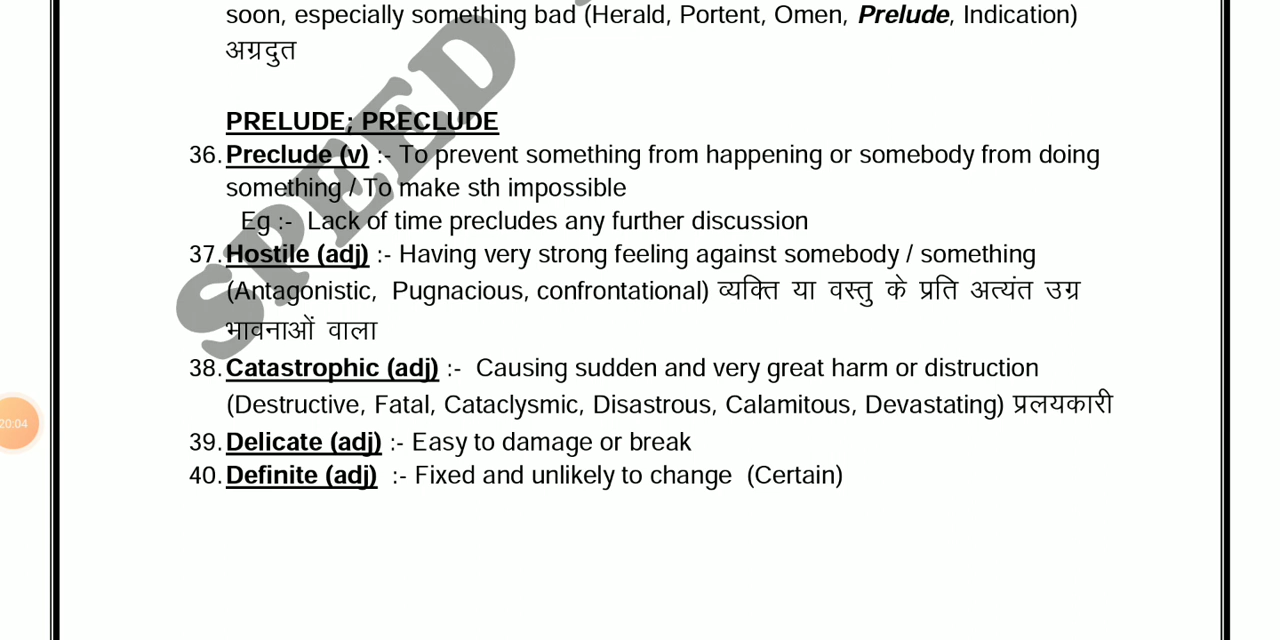 soon, especially something bad (Herald, Portent, Omen, Prelude, Indication)
अग्रदुत
PRELUDE; PRECLUDE
36. Preclude (v) :- To prevent something from happening or somebody from doing
something / To make sth impossible
Eg :- Lack of time precludes any further discussion
37. Hostile (adj) :- Having very strong feeling against somebody / something
(Antagonistic, Pugnacious, confrontational) व्यक्ति या वस्तु के प्रति अत्यंत उग्र
भावनाओं वाला
38. Catastrophic (adj) :- Causing sudden and very great harm or distruction
(Destructive, Fatal, Cataclysmic, Disastrous, Calamitous, Devastating) प्रलयकारी
39. Delicate (adj) :- Easy to damage or break
40. Definite (adj) :- Fixed and unlikely to change (Certain)
SPEED
20:04